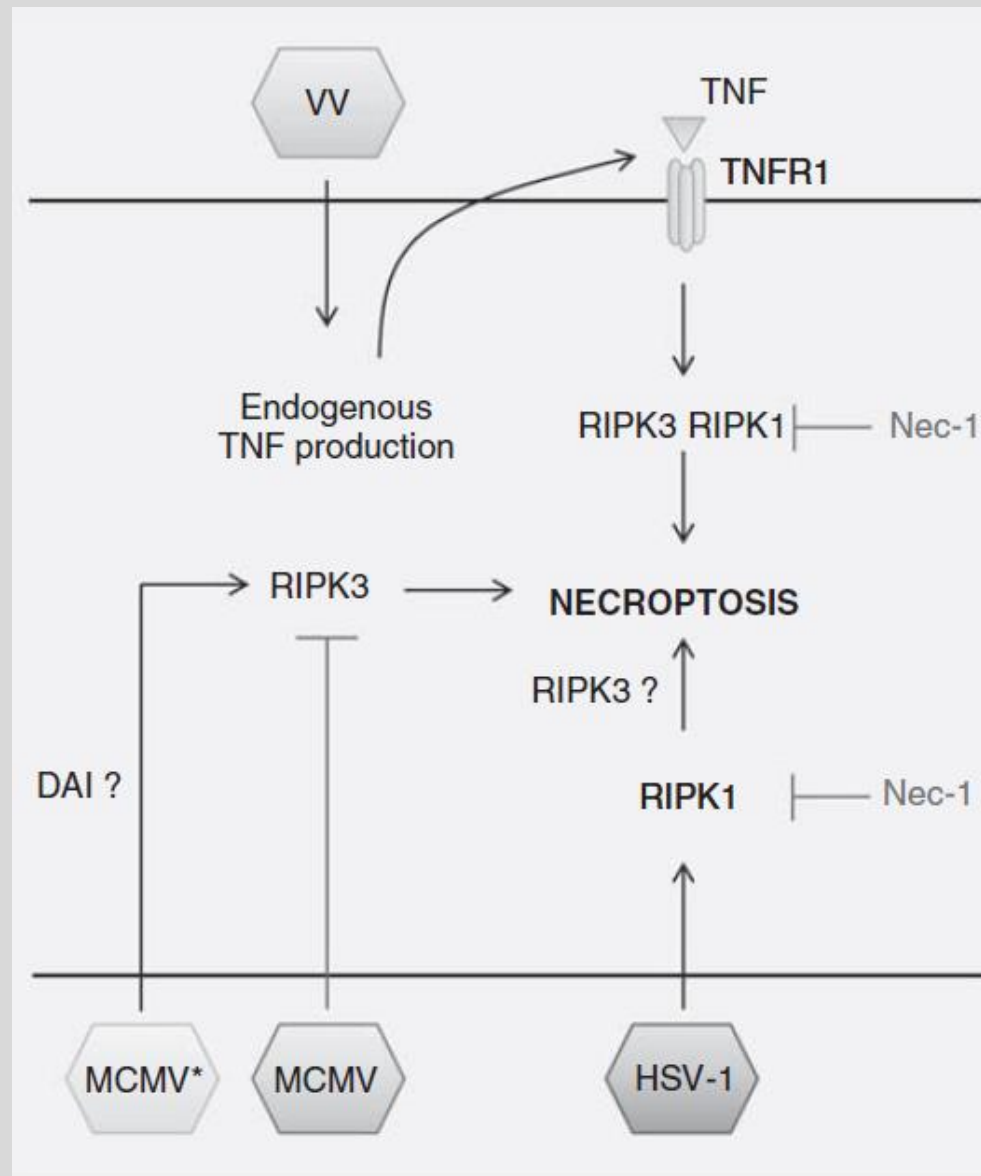 VV
TNF
TNFR1
Endogenous
TNF production
RIPK3 RIPK1
Nec-1
RIPK3
NECROPTOSIS
RIPK3 ?
DAI ?
RIPK1
Nec-1
MCMV*
MCMV
HSV-1